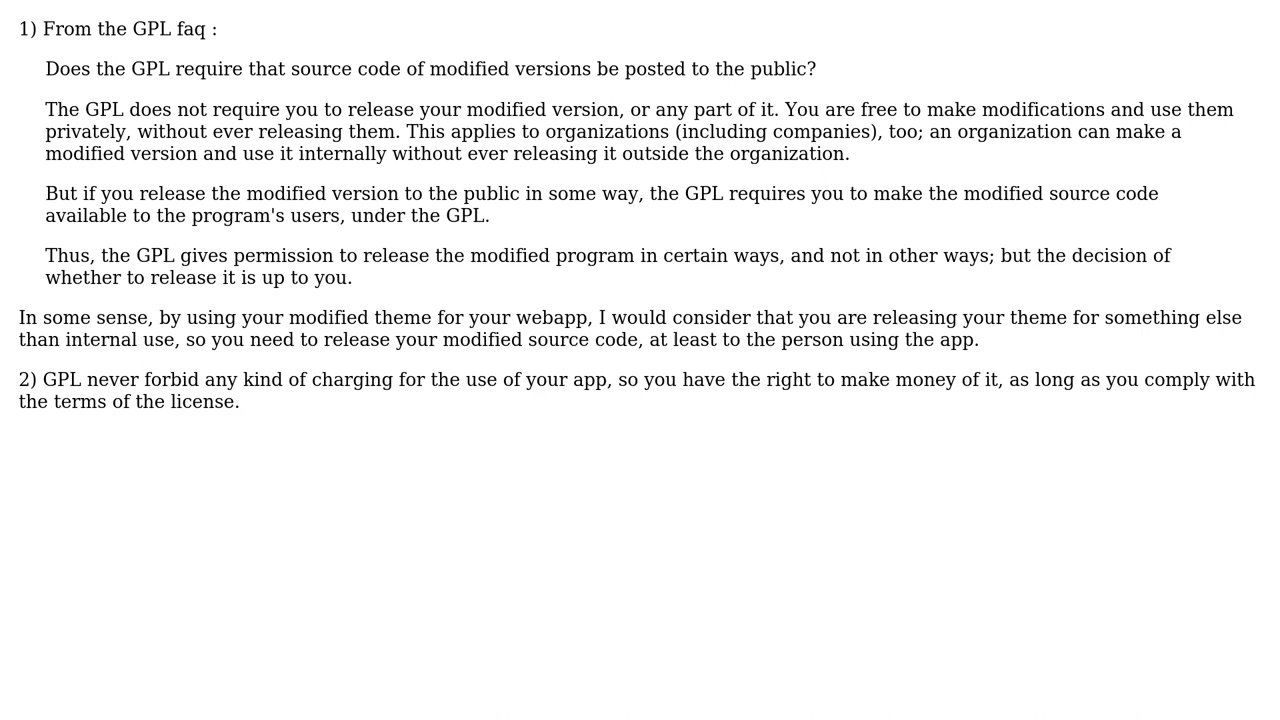 1) From the GPL faq :
Does the GPL require that source code of modified versions be posted to the public?
The GPL does not require you to release your modified version, or any part of it. You are free to make modifications and use them
privately, without ever releasing them. This applies to organizations (including companies), too; an organization can make a
modified version and use it internally without ever releasing it outside the organization.
But if you release the modified version to the public in some way, the GPL requires you to make the modified source code
available to the program's users, under the GPL.
Thus, the GPL gives permission to release the modified program in certain ways, and not in other ways; but the decision of
whether to release it is up to you.
In some sense, by using your modified theme for your webapp, I would consider that you are releasing your theme for something else
than internal use, so you need to release your modified source code, at least to the person using the app.
2) GPL never forbid any kind of charging for the use of your app, so you have the right to make money of it, as long as you comply with
the terms of the license.